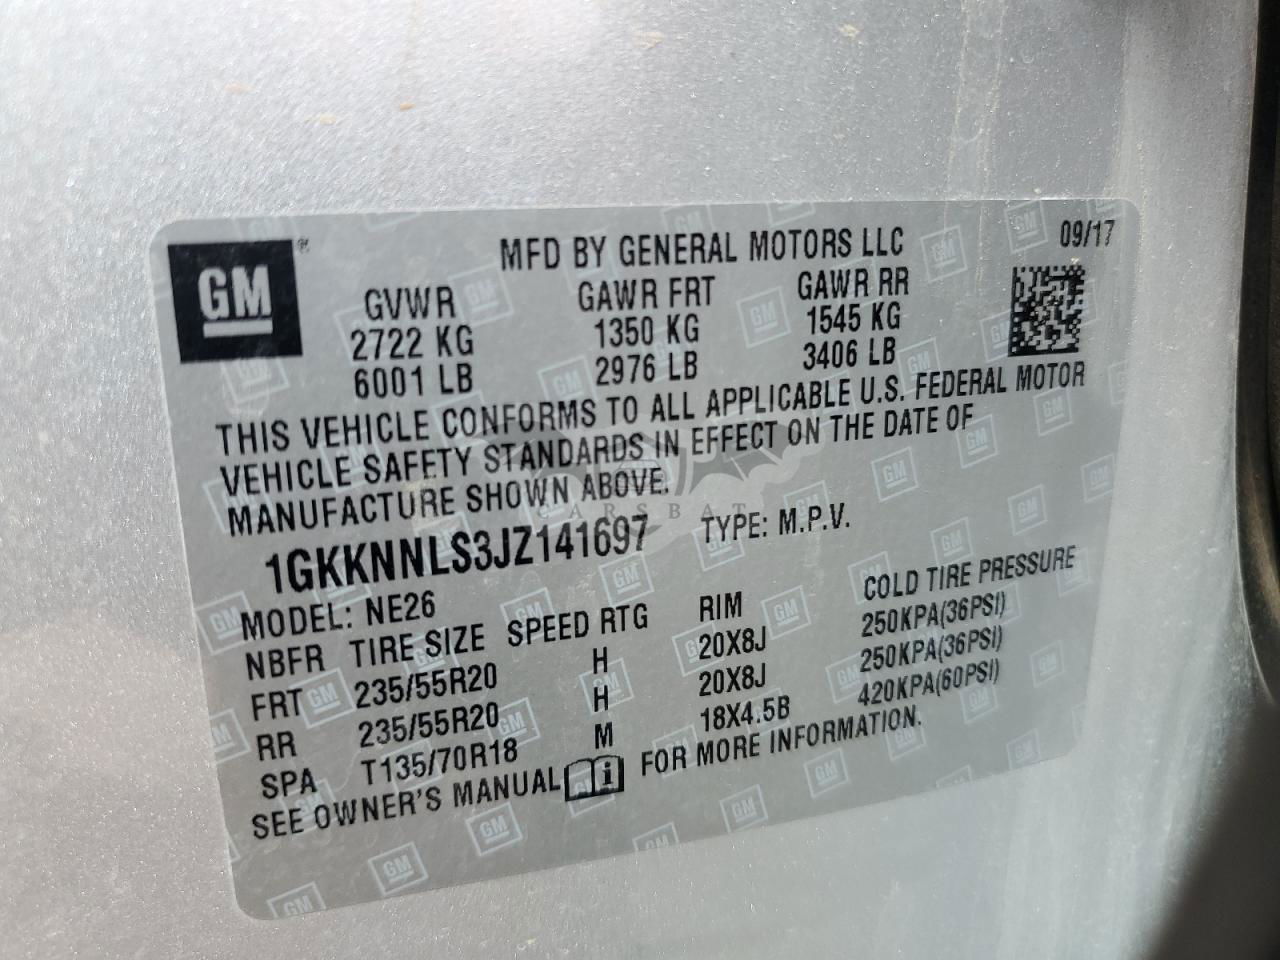 GM ®
MFD BY GENERAL MOTORS LLC 09/17
GVWR GAWR FRT GAWR RR
2722 KG 1350 KG 1545 KG
6001 LB 2976 LB 3406 LB
THIS VEHICLE CONFORMS TO ALL APPLICABLE U.S. FEDERAL MOTOR
VEHICLE SAFETY STANDARDS IN EFFECT ON THE DATE OF
MANUFACTURE SHOWN ABOVE.
CARSBAT
1GKKNNLS3JZ141697 TYPE: M.P.V.
MODEL: NE26
NBFR TIRE SIZE SPEED RTG RIM COLD TIRE PRESSURE
FRT 235/55R20 H 20X8J 250KPA(36PSI)
RR 235/55R20 H 20X8J 250KPA(36PSI)
SPA T135/70R18 M 18X4.5B 420KPA(60PSI)
SEE OWNER'S MANUAL i FOR MORE INFORMATION.